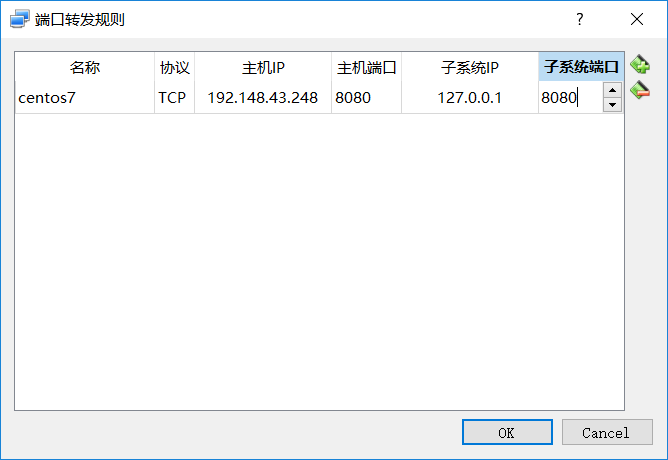 端口转发规则
名称 协议 主机IP 主机端口 子系统IP 子系统端口
centos7 TCP 192.148.43.248 8080 127.0.0.1 8080
OK Cancel